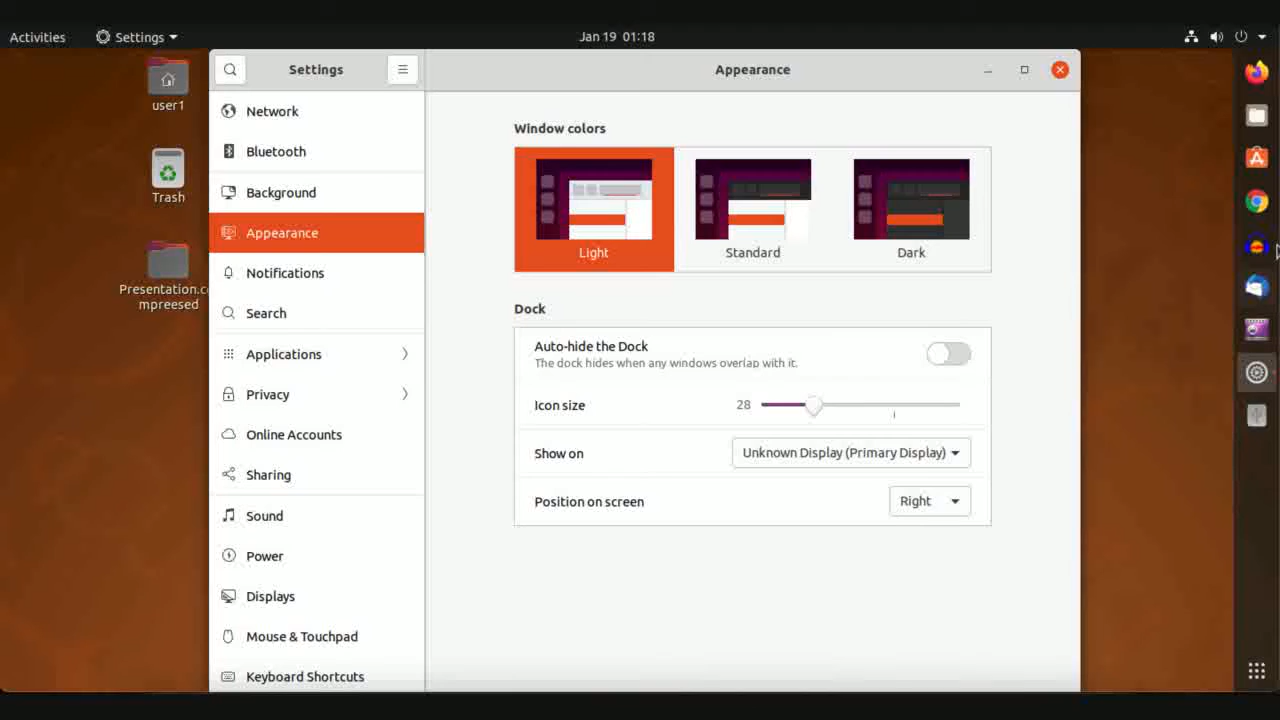 Activities
Settings
Jan 19 01:18
user1
Trash
Presentation.co
mpreesed
Settings
Network
Bluetooth
Background
Appearance
Notifications
Search
Applications
Privacy
Online Accounts
Sharing
Sound
Power
Displays
Mouse & Touchpad
Keyboard Shortcuts
Appearance
Window colors
Light
Standard
Dark
Dock
Auto-hide the Dock
The dock hides when any windows overlap with it.
Icon size
28
Show on
Unknown Display (Primary Display)
Position on screen
Right